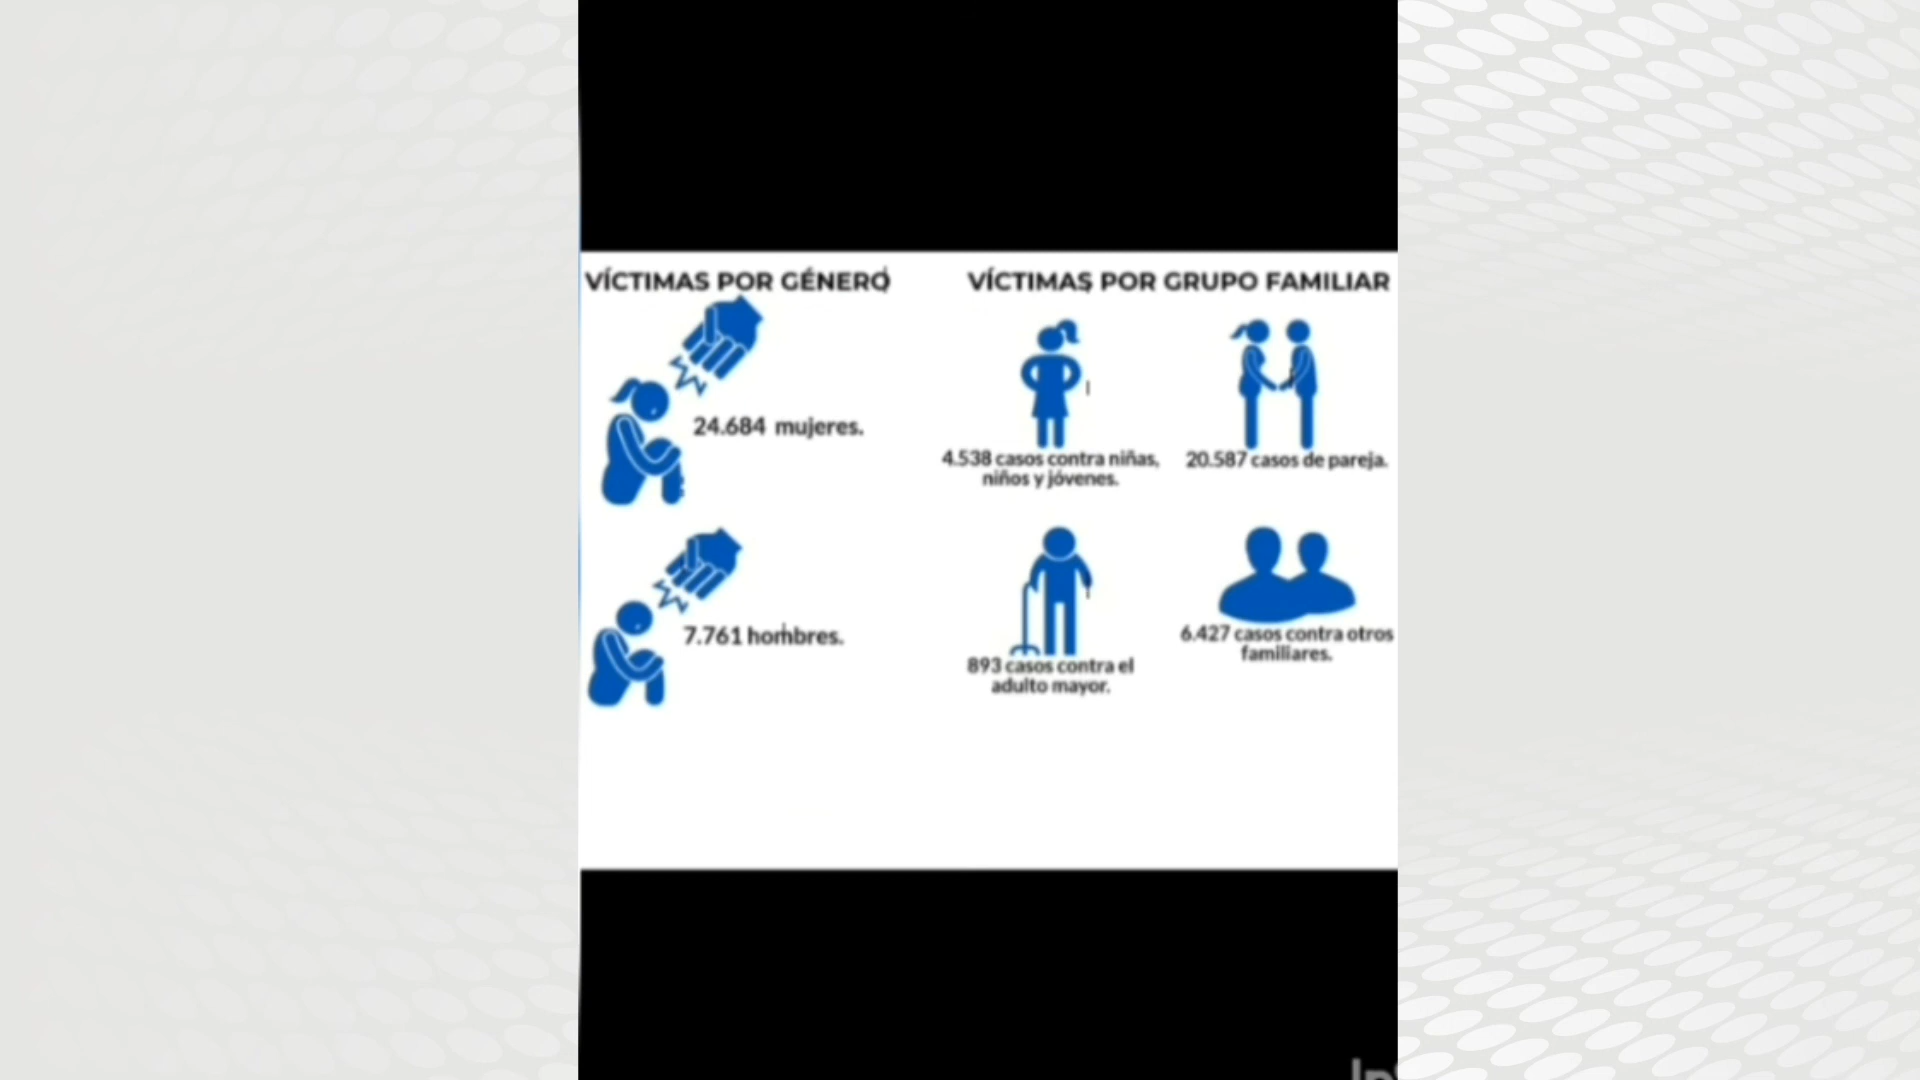 VÍCTIMAS POR GÉNERO
24.684 mujeres.
7.761 hombres.
VÍCTIMAS POR GRUPO FAMILIAR
4.538 casos contra niñas,
niños y jóvenes.
20.587 casos de pareja.
893 casos contra el
adulto mayor.
6.427 casos contra otros
familiares.